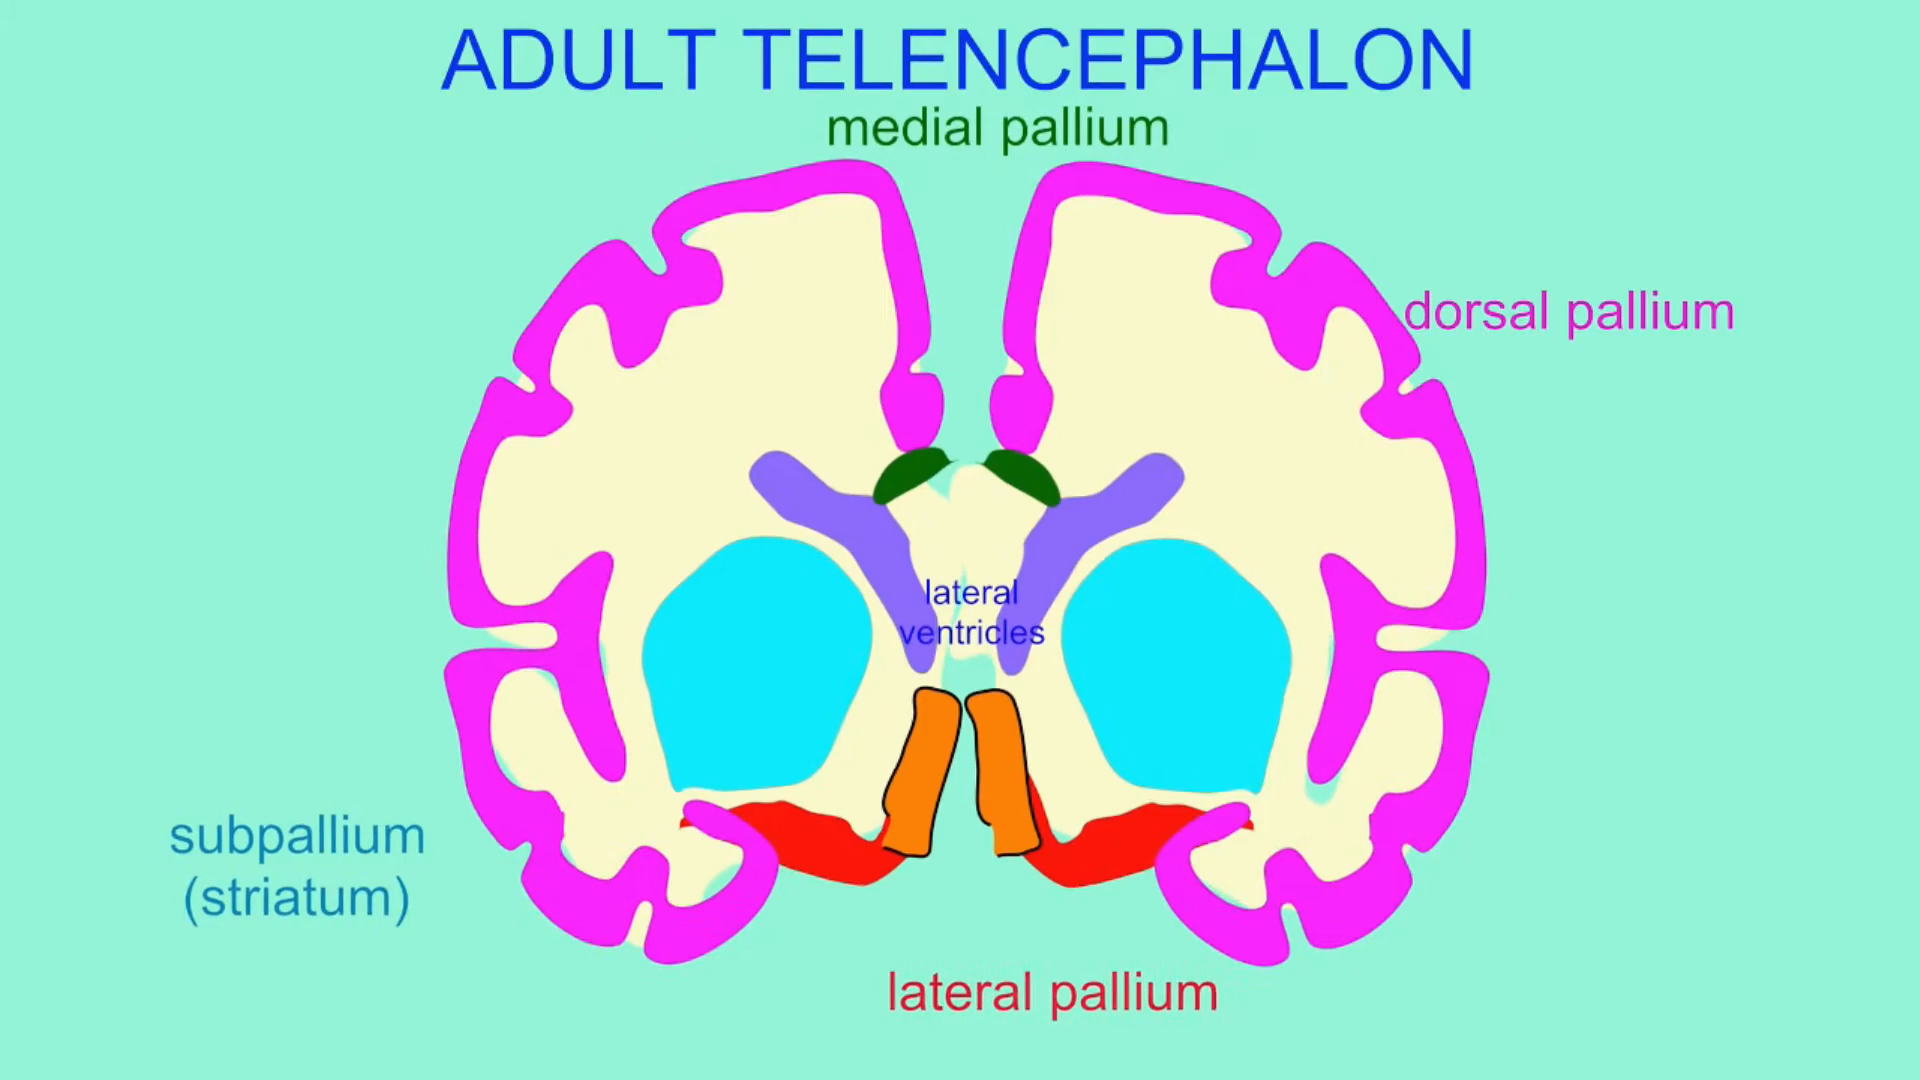 ADULT TELENCEPHALON
medial pallium
dorsal pallium
lateral
ventricles
subpallium
(striatum)
lateral pallium